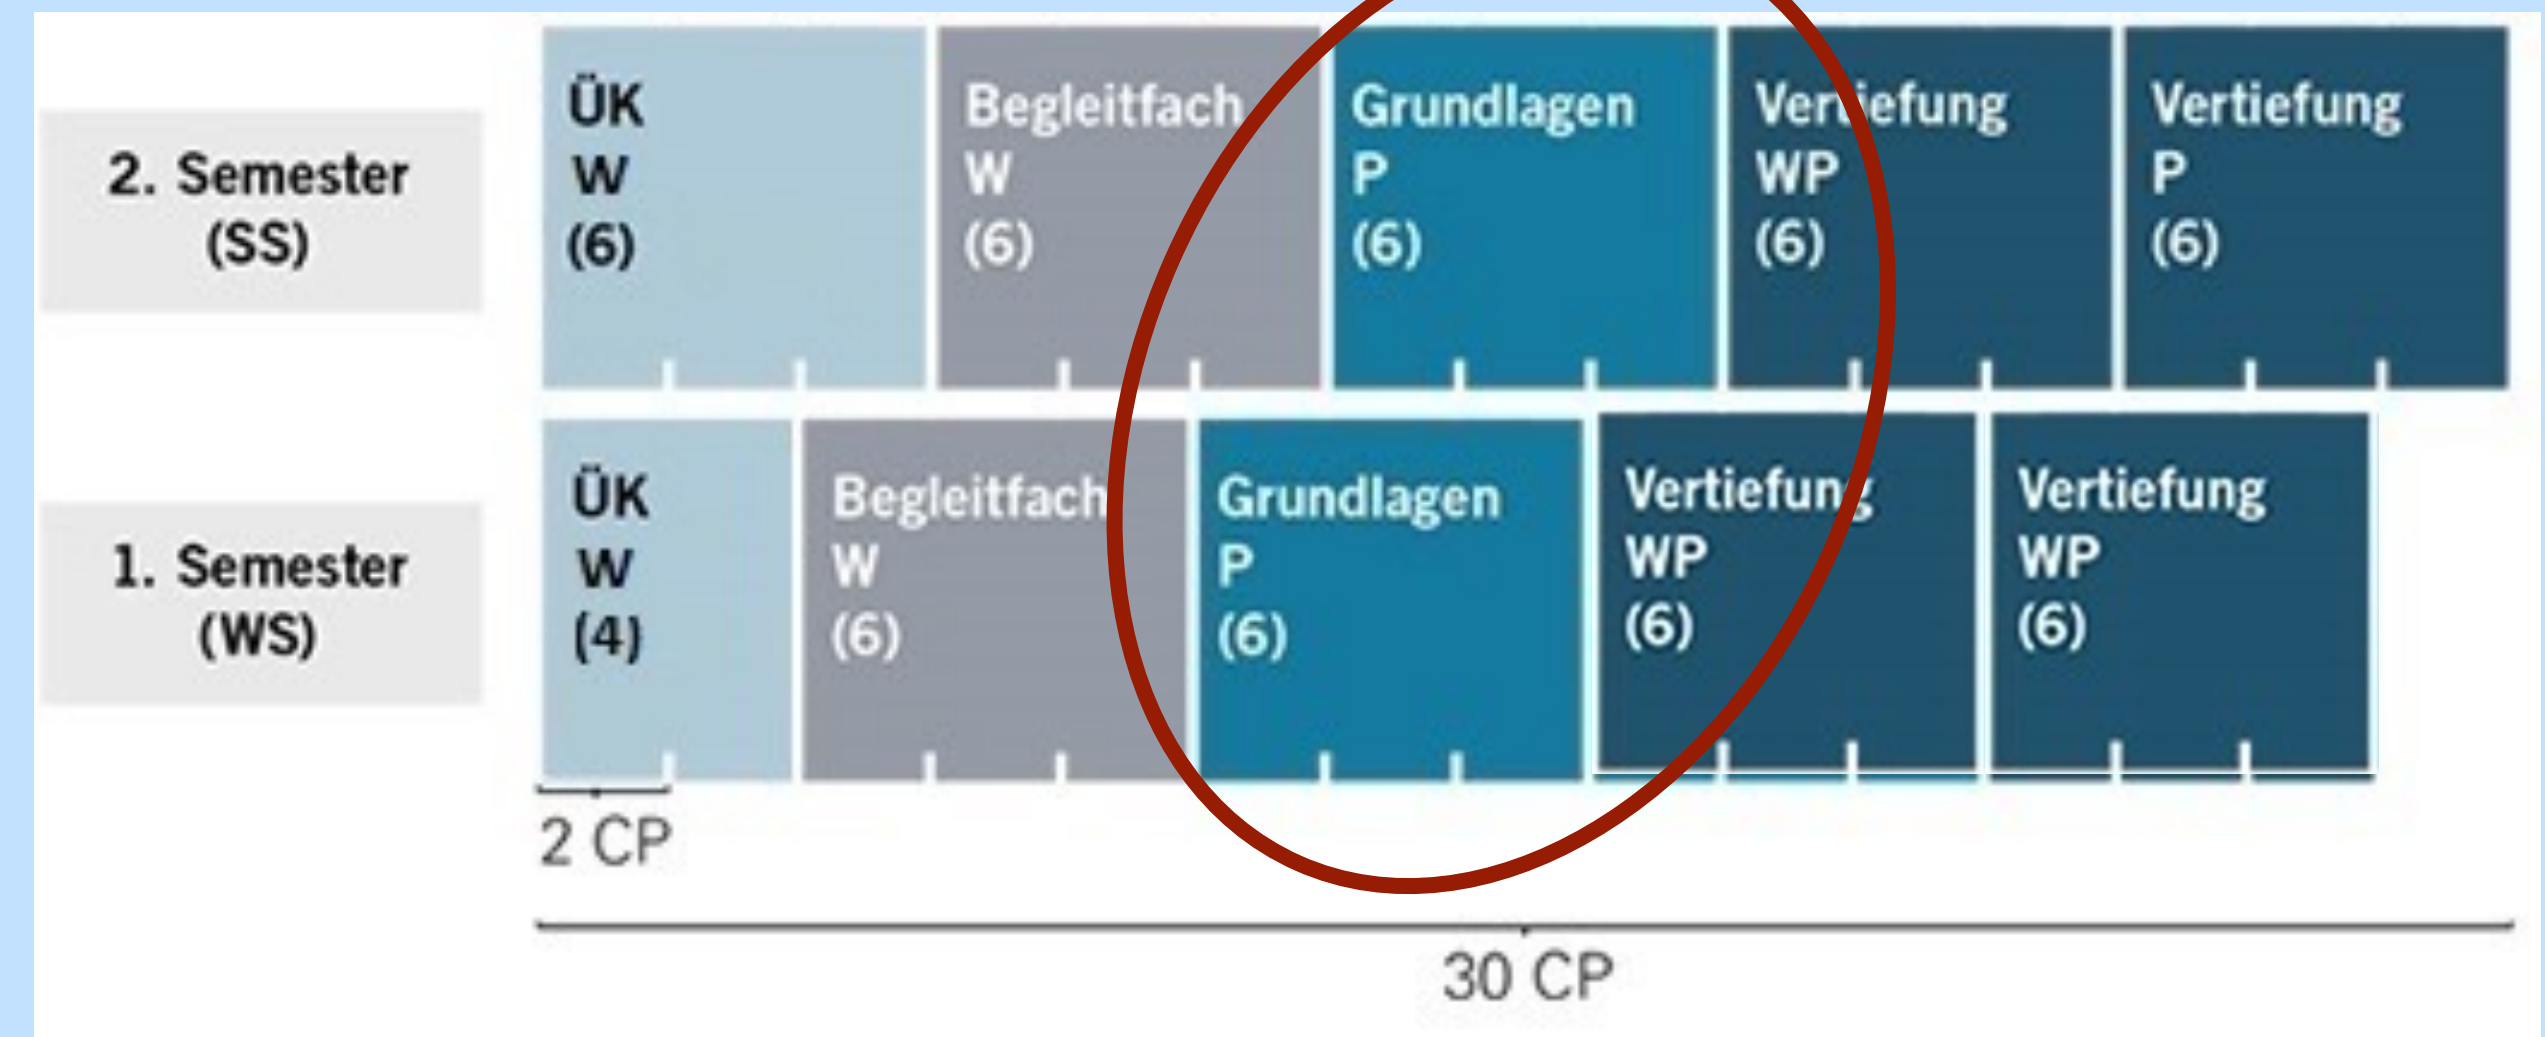 2. Semester
(SS)
ÜK
W
(6)
Begleitfach
W
(6)
Grundlagen
P
(6)
Vertiefung
WP
(6)
Vertiefung
P
(6)
1. Semester
(WS)
ÜK
W
(4)
Begleitfach
W
(6)
Grundlagen
P
(6)
Vertiefung
WP
(6)
Vertiefung
WP
(6)
2 CP
30 CP